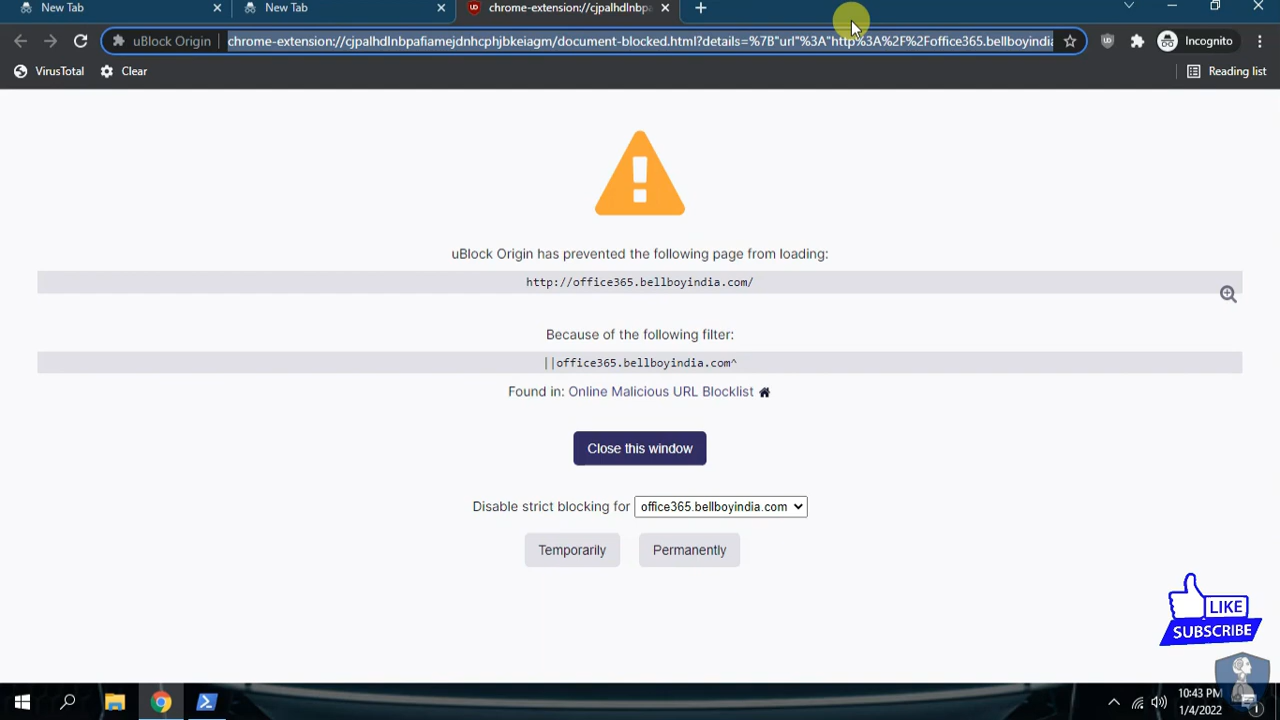 New Tab
New Tab
chrome-extension://cjpalhdlnbpa
uBlock Origin
chrome-extension://cjpalhdlnbpafiamejdnhcphjbkeiagm/document-blocked.html?details=%7B"url"%3A"http%3A%2F%2Foffice365.bellboyindia
Incognito
VirusTotal
Clear
Reading list
uBlock Origin has prevented the following page from loading:
http://office365.bellboyindia.com/
Because of the following filter:
||office365.bellboyindia.com^
Found in: Online Malicious URL Blocklist
Close this window
Disable strict blocking for office365.bellboyindia.com
Temporarily
Permanently
LIKE
SUBSCRIBE
10:43 PM
1/4/2022